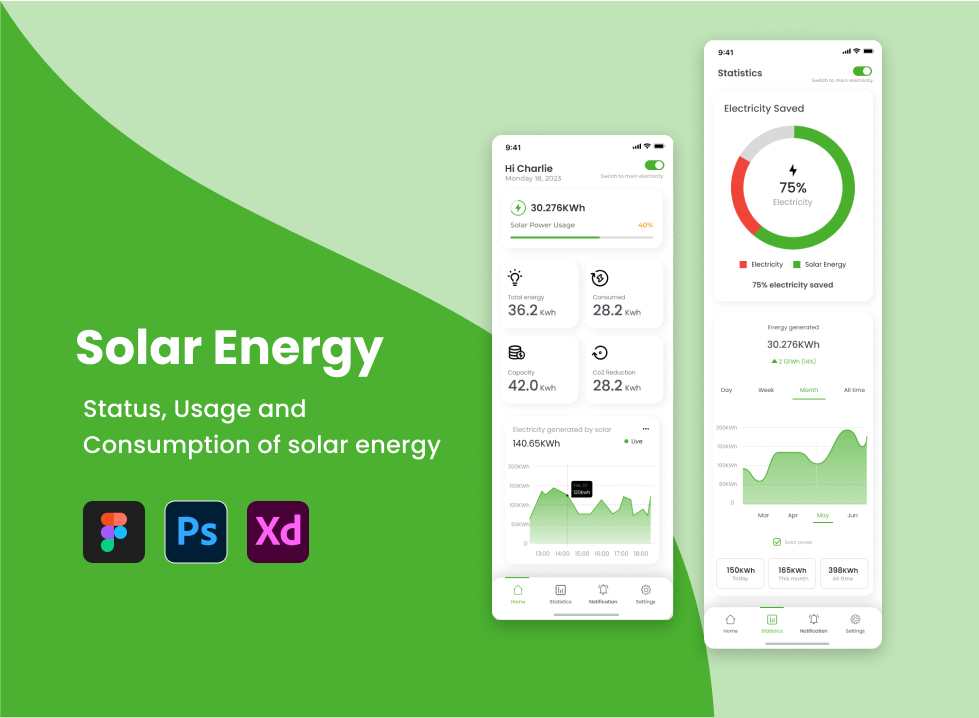 Solar Energy
Status, Usage and
Consumption of solar energy
Ps
Xd
9:41
Hi Charlie
Monday 18, 2023
Switch to main electricity
30.276KWh
Solar Power Usage
40%
Total energy
36.2 Kwh
Consumed
28.2 Kwh
Capacity
42.0 Kwh
Co2 Reduction
28.2 Kwh
Electricity generated by solar
140.65KWh
Live
200KWh
150KWh
100KWh
50KWh
0
120kwh
13:00 14:00 15:00 16:00 17:00 18:00
Home
Statistics
Notification
Settings
9:41
Statistics
Switch to main electricity
Electricity Saved
75%
Electricity
Electricity
Solar Energy
75% electricity saved
Energy generated
30.276KWh
2 131Wh (14%)
Day
Week
Month
All time
200KWh
150KWh
100KWh
50KWh
0
Mar
Apr
May
Jun
Solar power
150KWh
Today
165KWh
This month
398KWh
All time
Home
Statistics
Notification
Settings